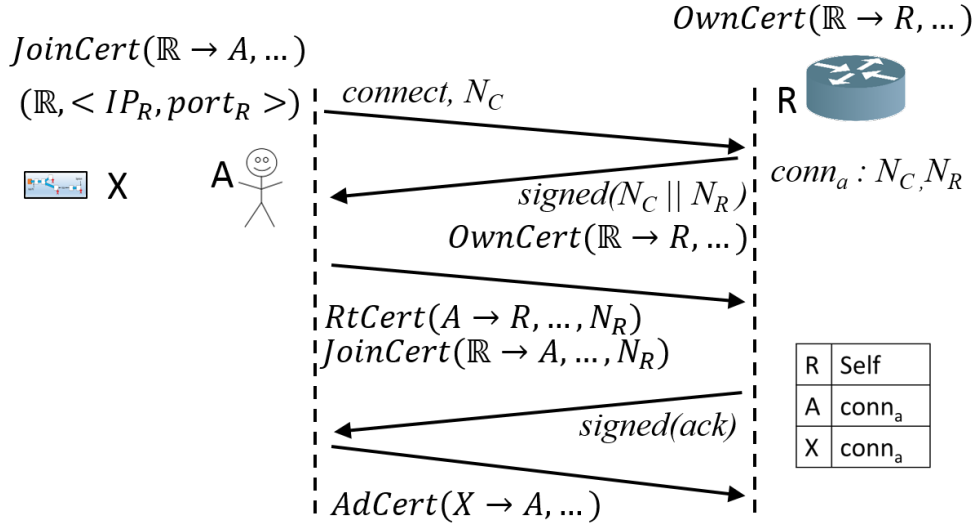 OwnCert(ℝ → R, …)
JoinCert(ℝ → A, …)
(ℝ, < IP_R, port_R >)
connect, N_C
R
X
A
conn_a : N_C,N_R
signed(N_C || N_R)
OwnCert(ℝ → R, …)
RtCert(A → R, … , N_R)
JoinCert(ℝ → A, … , N_R)
R Self
A conn_a
X conn_a
signed(ack)
AdCert(X → A, …)